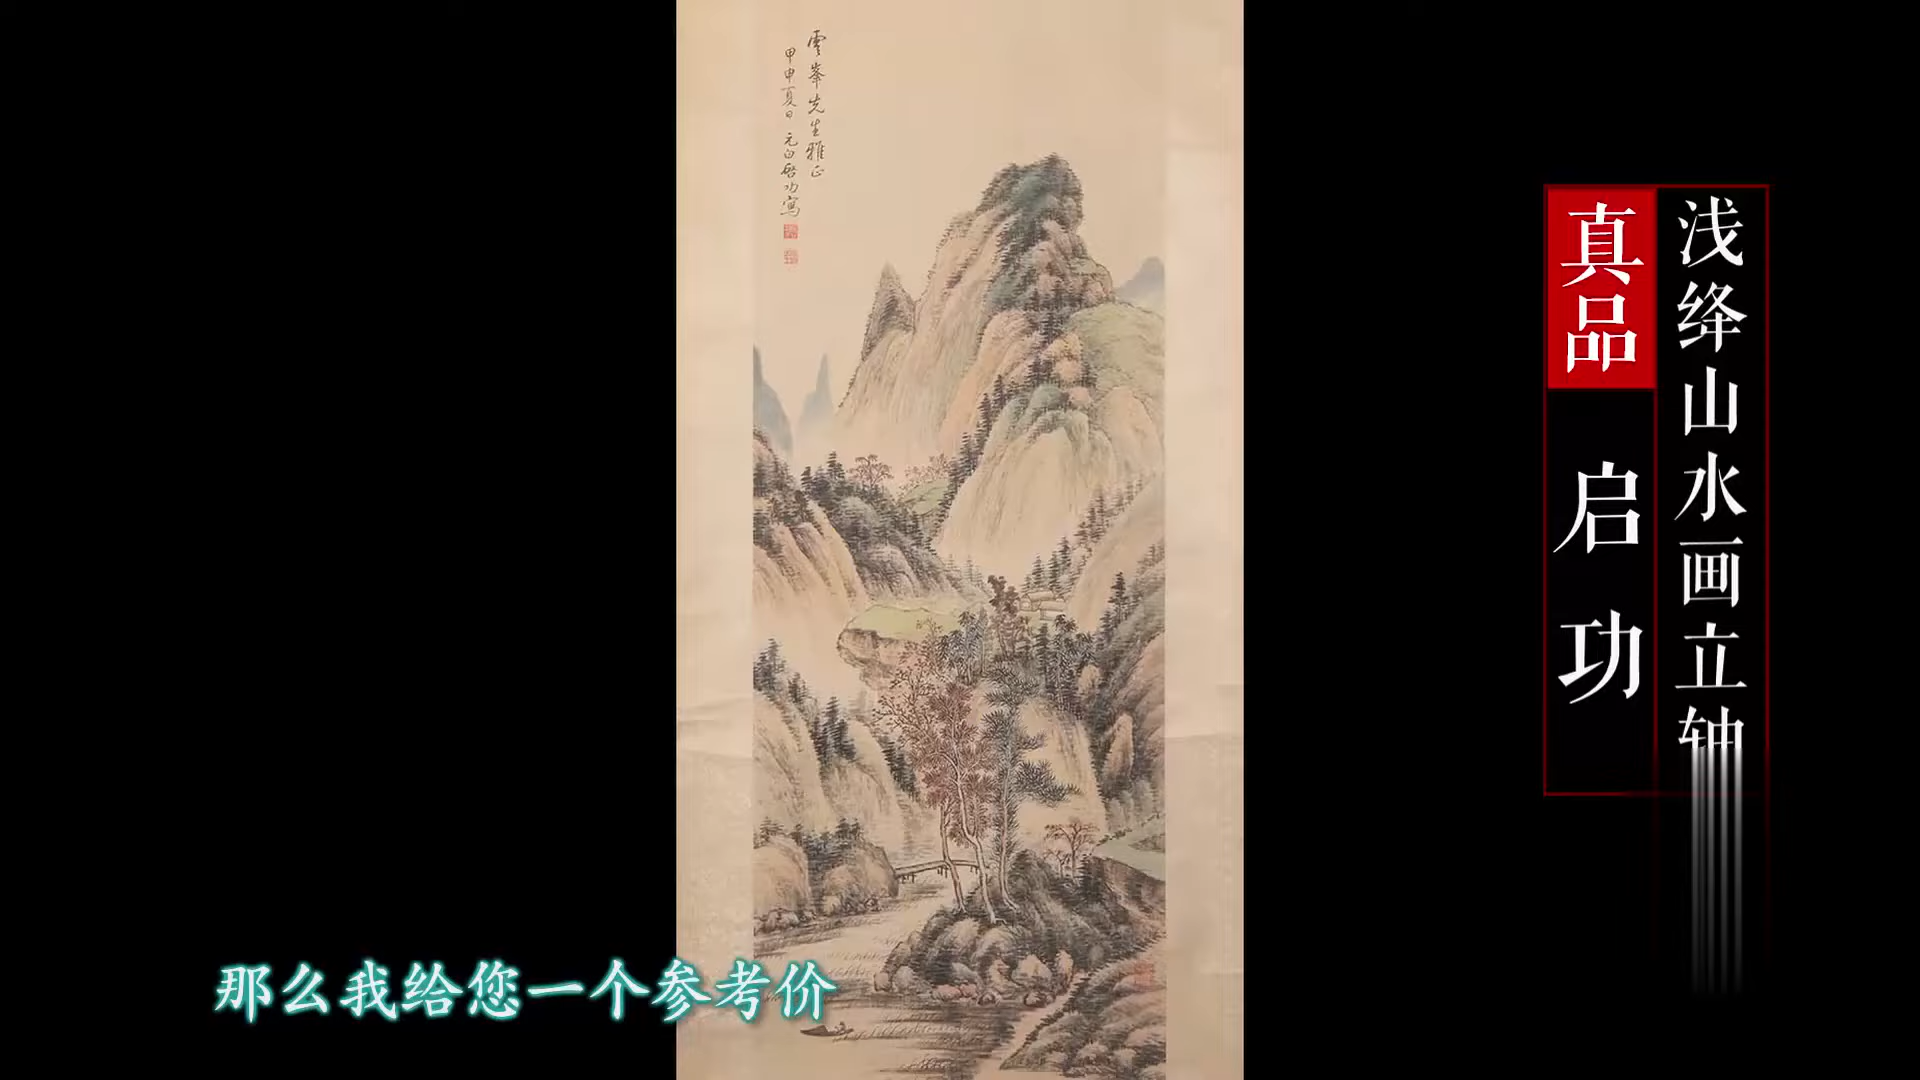 雲峯先生雅正
甲申夏日元白啓功寫
浅绛山水画立轴
真品
启功
那么我给您一个参考价